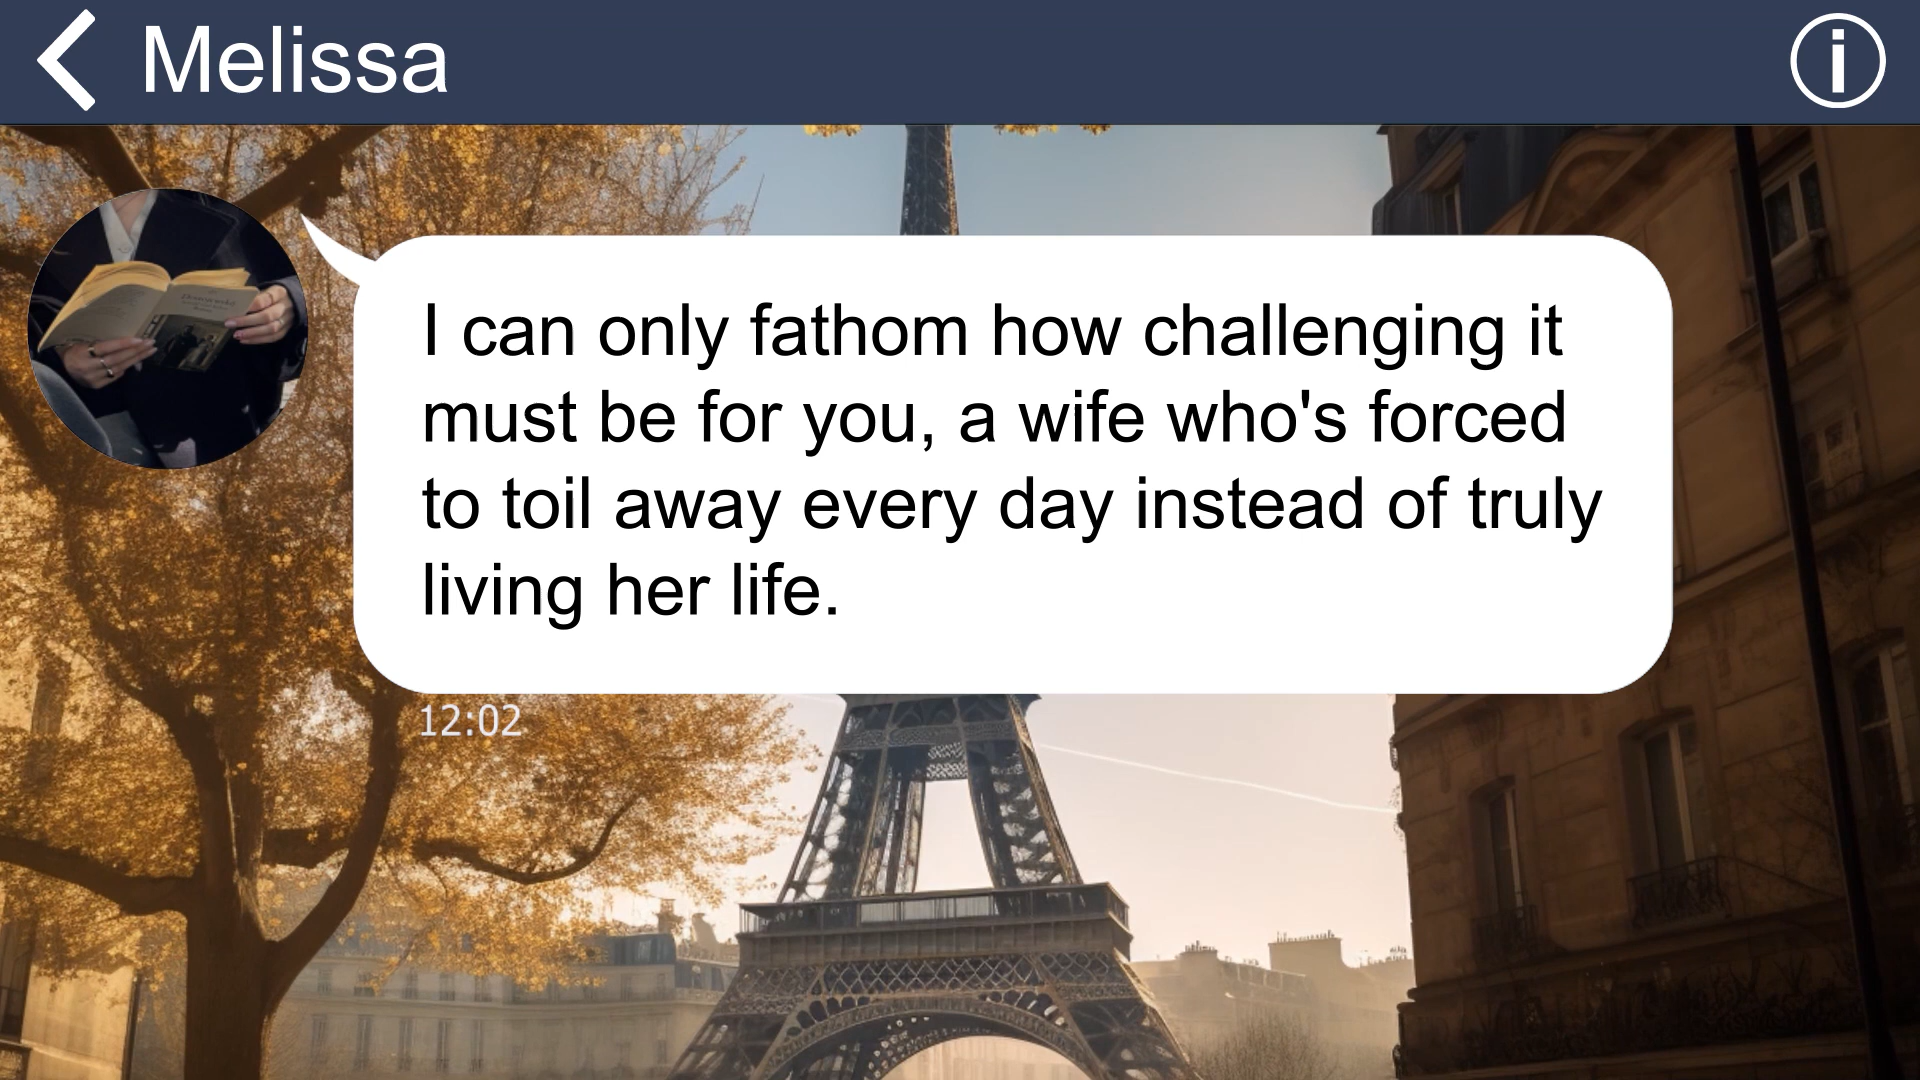 Melissa
I can only fathom how challenging it
must be for you, a wife who's forced
to toil away every day instead of truly
living her life.
12:02